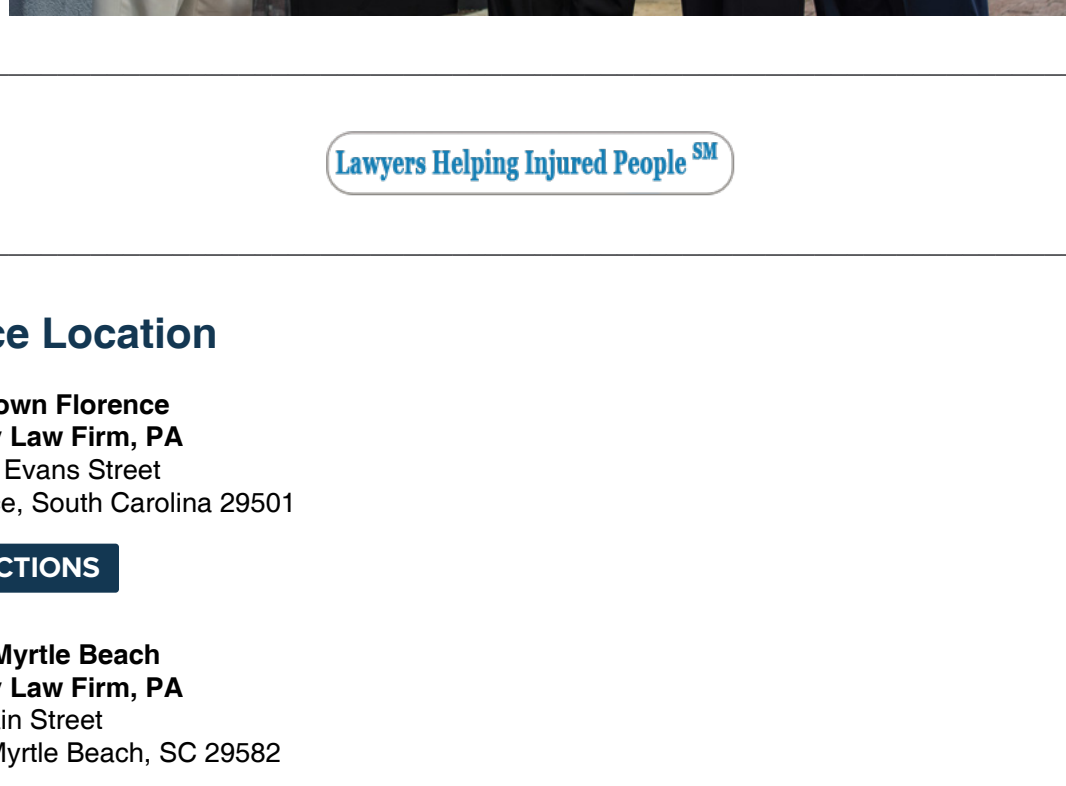 Lawyers Helping Injured People SM
ce Location
own Florence
Law Firm, PA
Evans Street
e, South Carolina 29501
CTIONS
Myrtle Beach
Law Firm, PA
in Street
Myrtle Beach, SC 29582